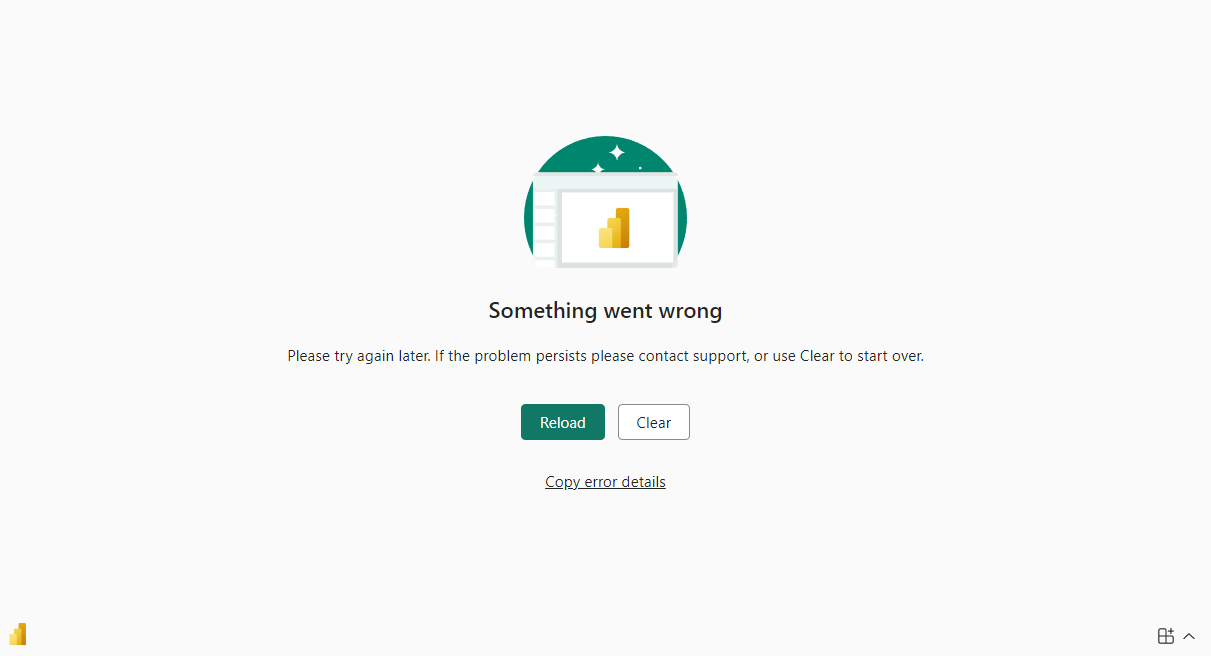 Something went wrong
Please try again later. If the problem persists please contact support, or use Clear to start over.
Reload
Clear
Copy error details